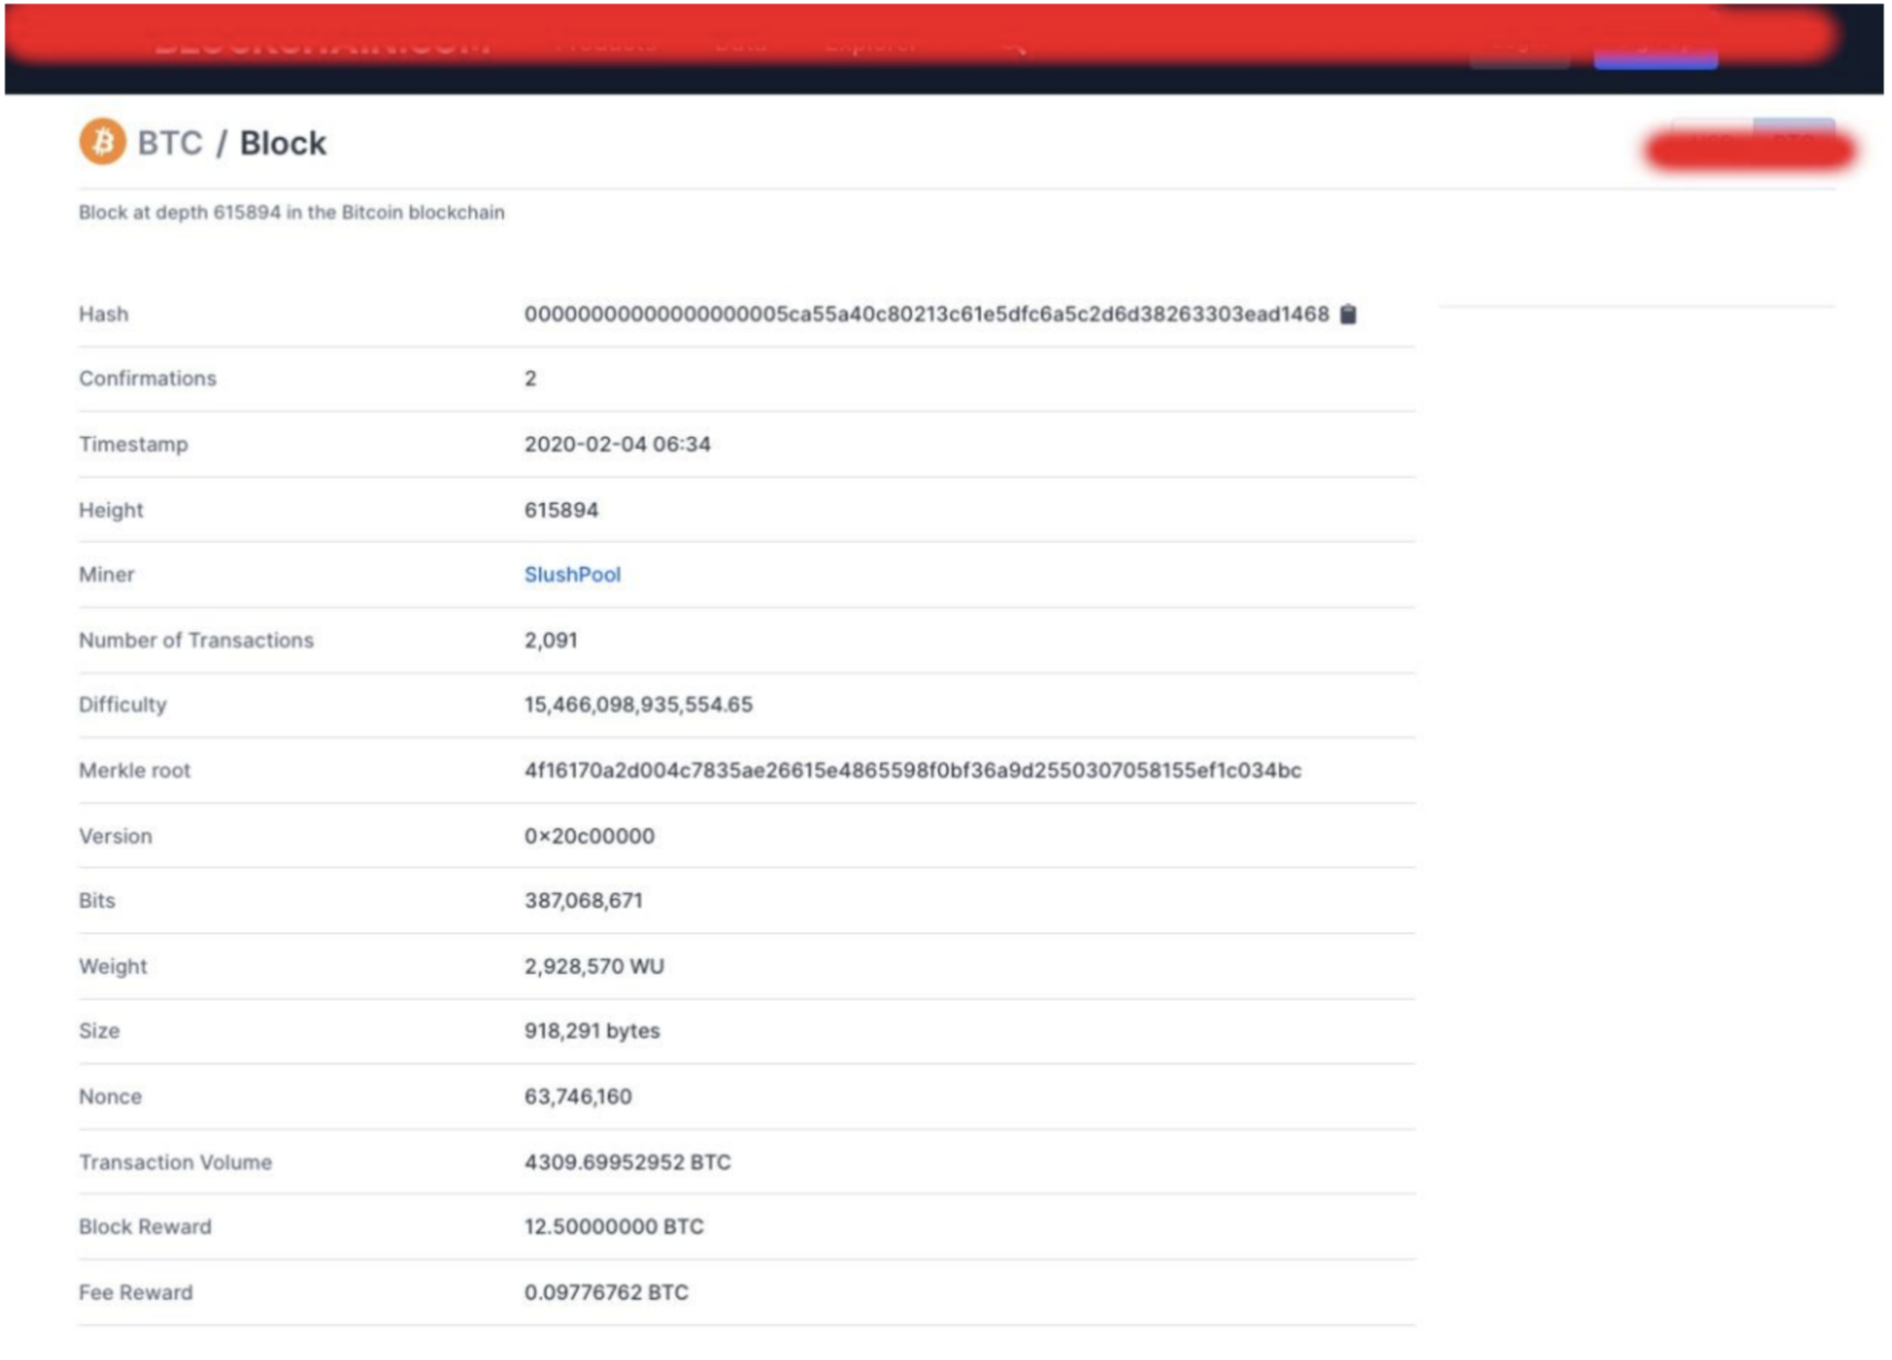 BTC / Block
Block at depth 615894 in the Bitcoin blockchain
Hash 00000000000000000005ca55a40c80213c61e5dfc6a5c2d6d38263303ead1468
Confirmations 2
Timestamp 2020-02-04 06:34
Height 615894
Miner SlushPool
Number of Transactions 2,091
Difficulty 15,466,098,935,554.65
Merkle root 4f16170a2d004c7835ae26615e4865598f0bf36a9d2550307058155ef1c034bc
Version 0×20c00000
Bits 387,068,671
Weight 2,928,570 WU
Size 918,291 bytes
Nonce 63,746,160
Transaction Volume 4309.69952952 BTC
Block Reward 12.50000000 BTC
Fee Reward 0.09776762 BTC